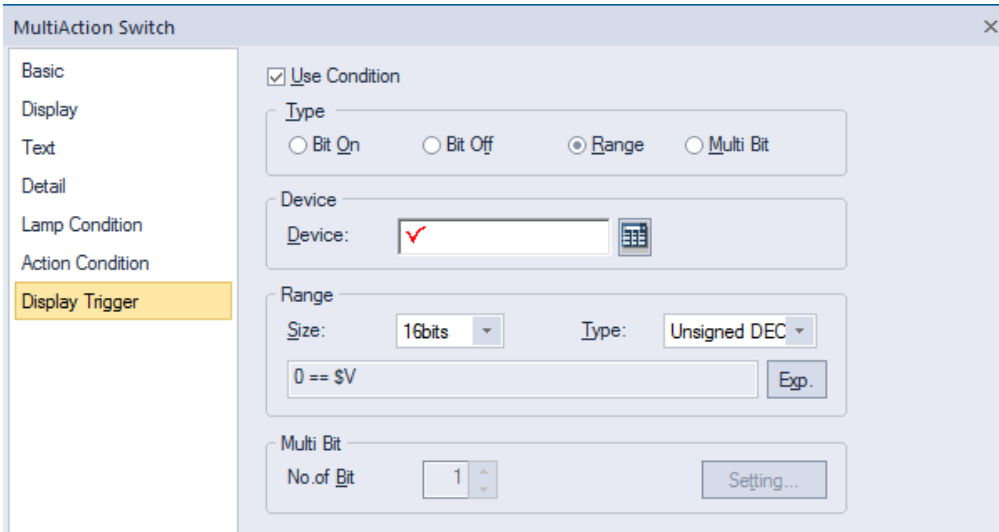 MultiAction Switch
Basic
Display
Text
Detail
Lamp Condition
Action Condition
Display Trigger
Use Condition
Type
Bit On Bit Off Range Multi Bit
Device
Device:
Range
Size: 16bits Type: Unsigned DEC
0 == $V Exp.
Multi Bit
No.of Bit 1 Setting...